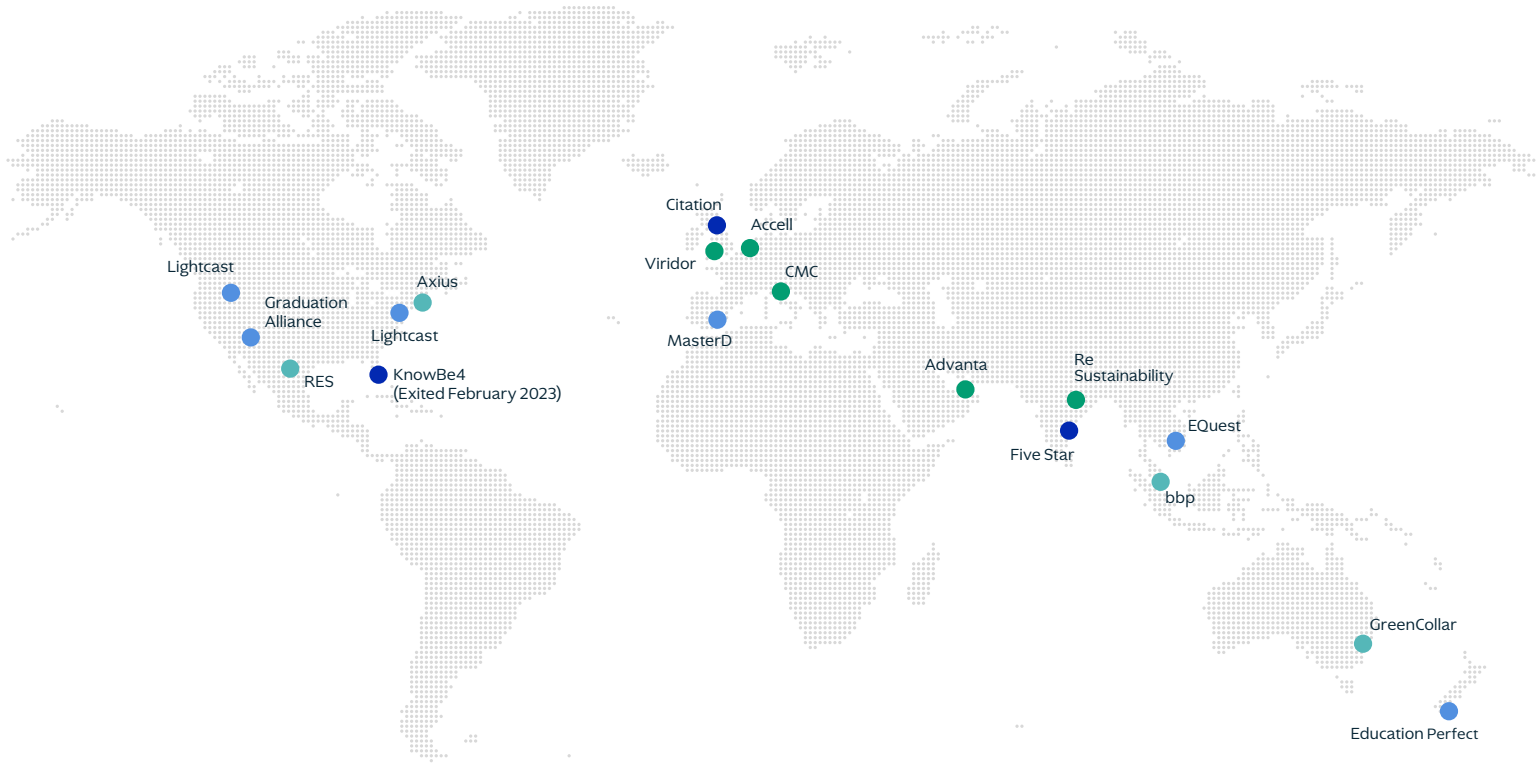 Citation
Accell
Viridor
Lightcast
CMC
Axius
Graduation
Alliance
Lightcast
MasterD
Advanta
Re
Sustainability
RES
KnowBe4
(Exited February 2023)
EQuest
Five Star
bbp
GreenCollar
Education Perfect